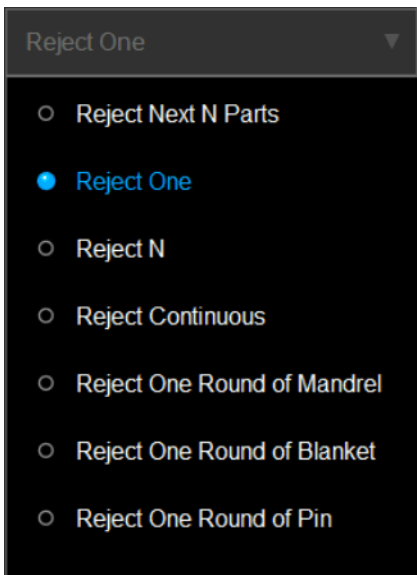 Reject One
Reject Next N Parts
Reject One
Reject N
Reject Continuous
Reject One Round of Mandrel
Reject One Round of Blanket
Reject One Round of Pin